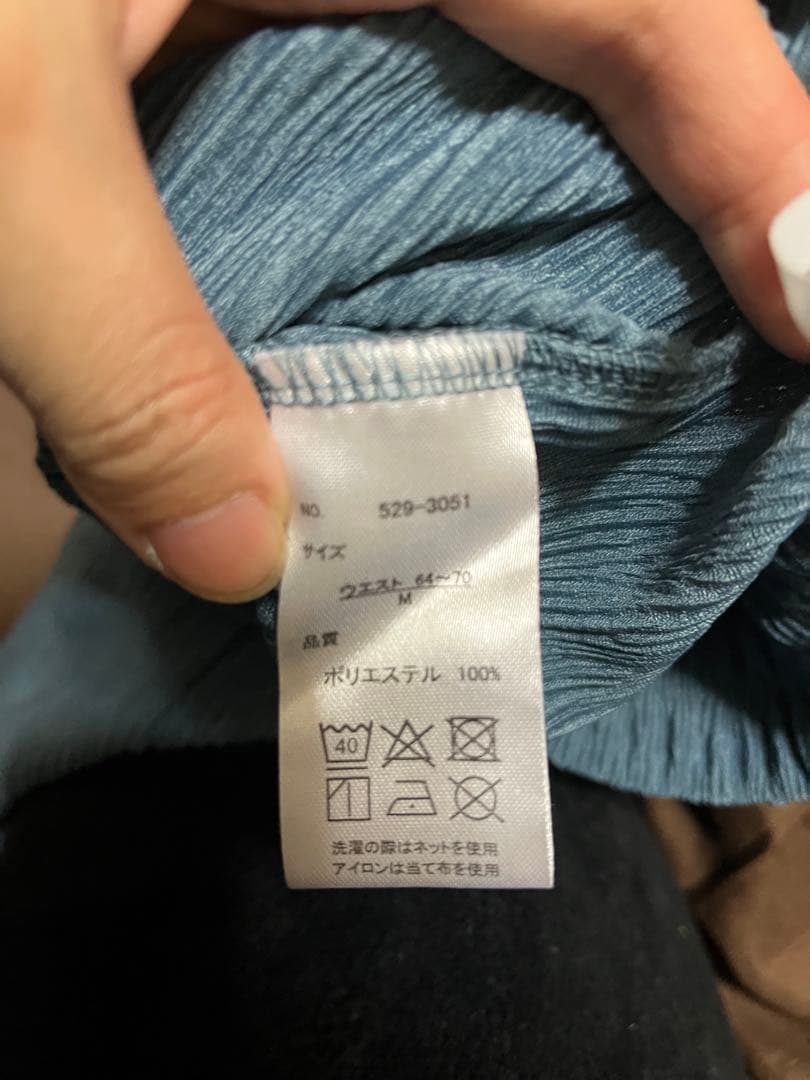 NO. 529-3051
サイズ
ウエスト 64〜70
M
品質
ポリエステル 100%
40
洗濯の際はネットを使用
アイロンは当て布を使用